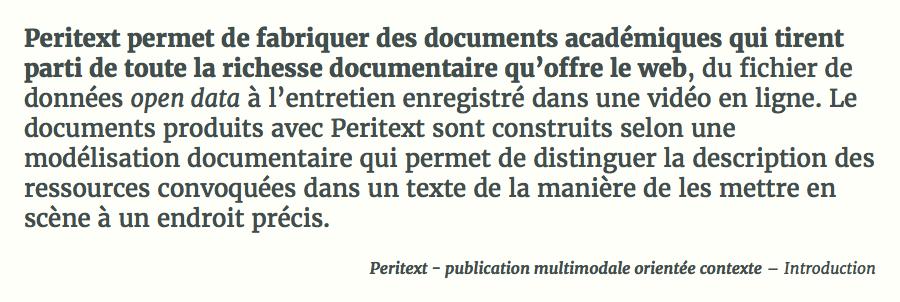 Peritext permet de fabriquer des documents académiques qui tirent
parti de toute la richesse documentaire qu’offre le web, du fichier de
données open data à l’entretien enregistré dans une vidéo en ligne. Le
documents produits avec Peritext sont construits selon une
modélisation documentaire qui permet de distinguer la description des
ressources convoquées dans un texte de la manière de les mettre en
scène à un endroit précis.
Peritext - publication multimodale orientée contexte – Introduction